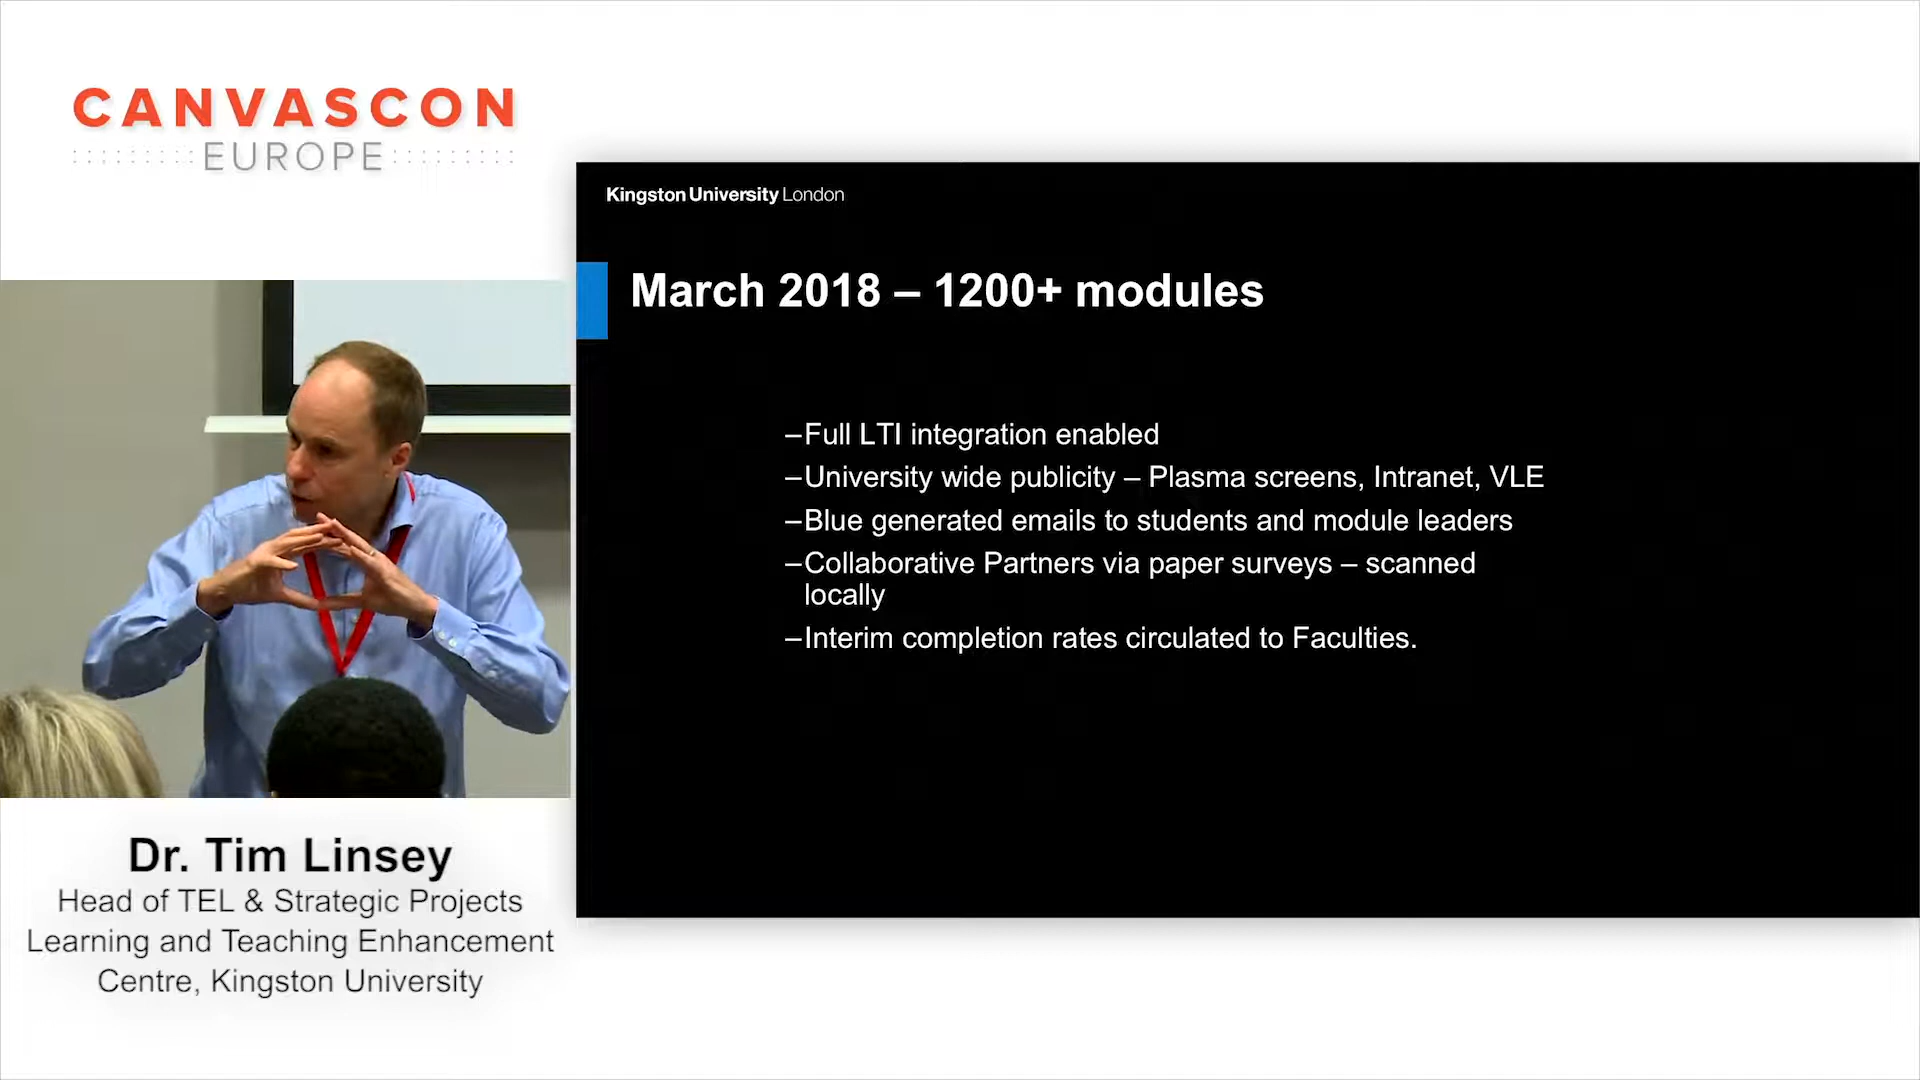 CANVASCON
EUROPE
Kingston University London
March 2018 – 1200+ modules
–Full LTI integration enabled
–University wide publicity – Plasma screens, Intranet, VLE
–Blue generated emails to students and module leaders
–Collaborative Partners via paper surveys – scanned
locally
–Interim completion rates circulated to Faculties.
Dr. Tim Linsey
Head of TEL & Strategic Projects
Learning and Teaching Enhancement
Centre, Kingston University